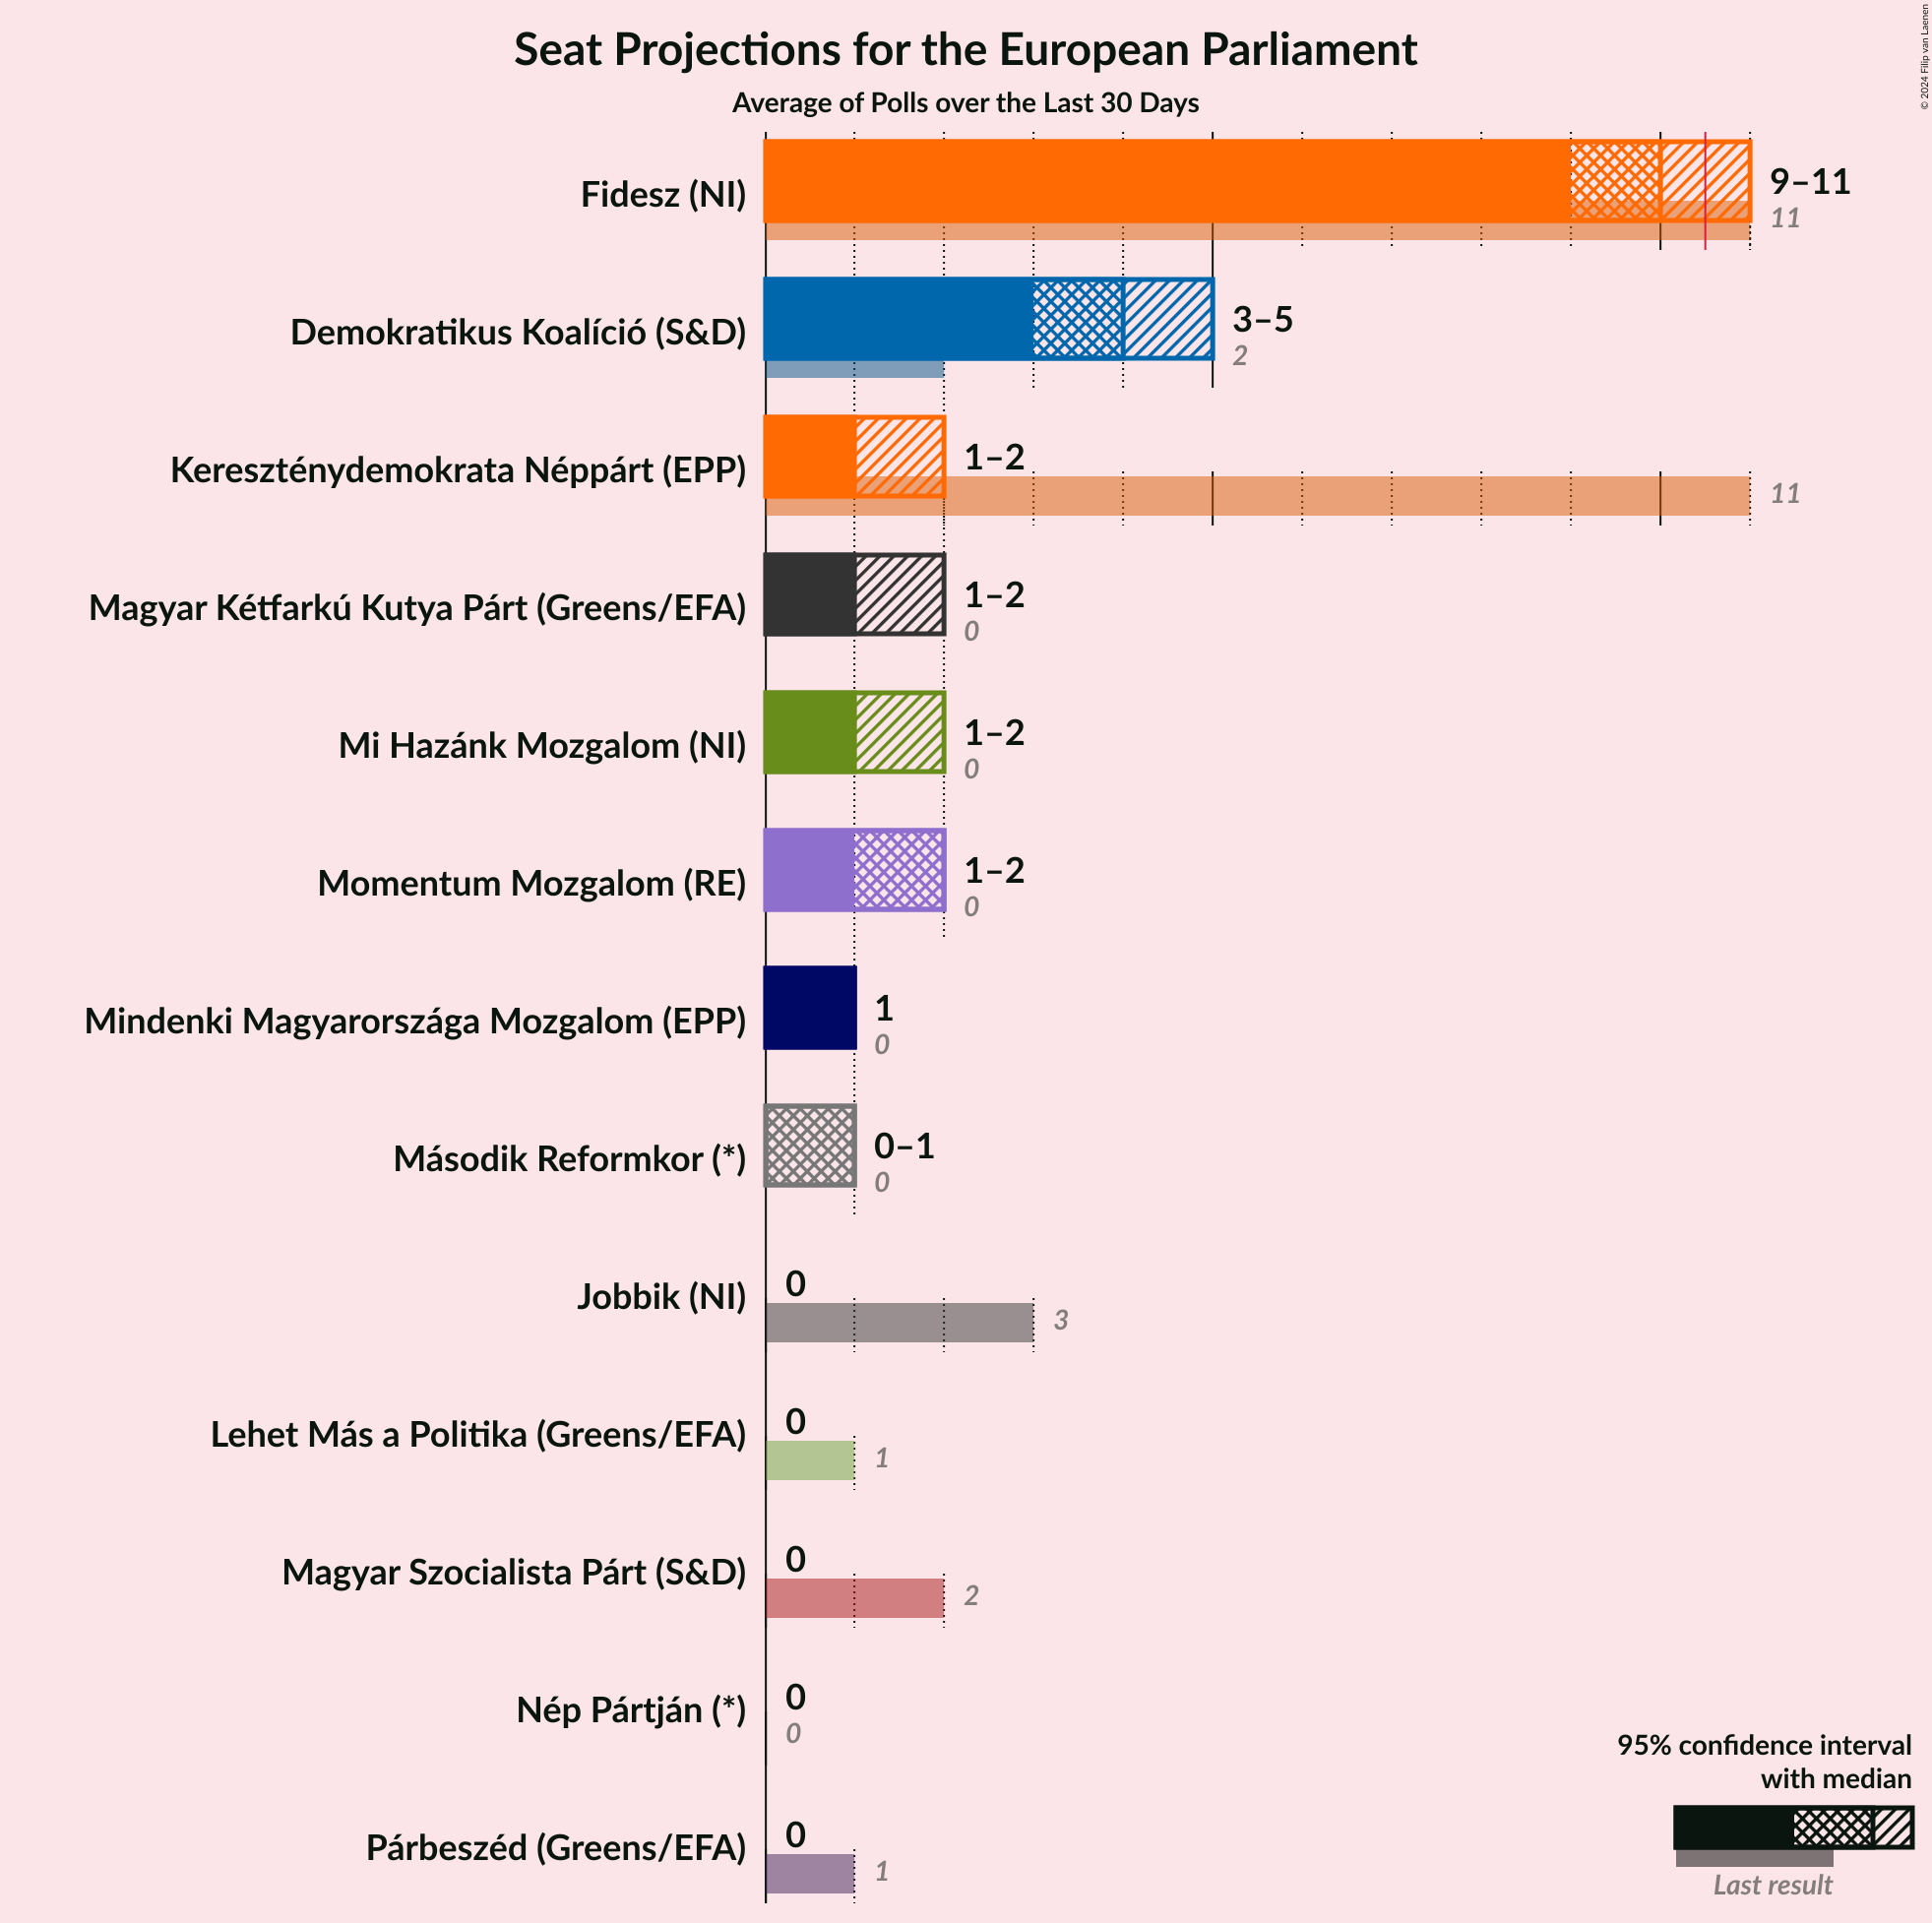 Seat Projections for the European Parliament
Average of Polls over the Last 30 Days
© 2024 Filip van Laenen
Fidesz (NI)
9–11
11
Demokratikus Koalíció (S&D)
3–5
2
Kereszténydemokrata Néppárt (EPP)
1–2
11
Magyar Kétfarkú Kutya Párt (Greens/EFA)
1–2
0
Mi Hazánk Mozgalom (NI)
1–2
0
Momentum Mozgalom (RE)
1–2
0
Mindenki Magyarországa Mozgalom (EPP)
1
0
Második Reformkor (*)
0–1
0
Jobbik (NI)
0
3
Lehet Más a Politika (Greens/EFA)
0
1
Magyar Szocialista Párt (S&D)
0
2
Nép Pártján (*)
0
0
Párbeszéd (Greens/EFA)
0
1
95% confidence interval
with median
Last result